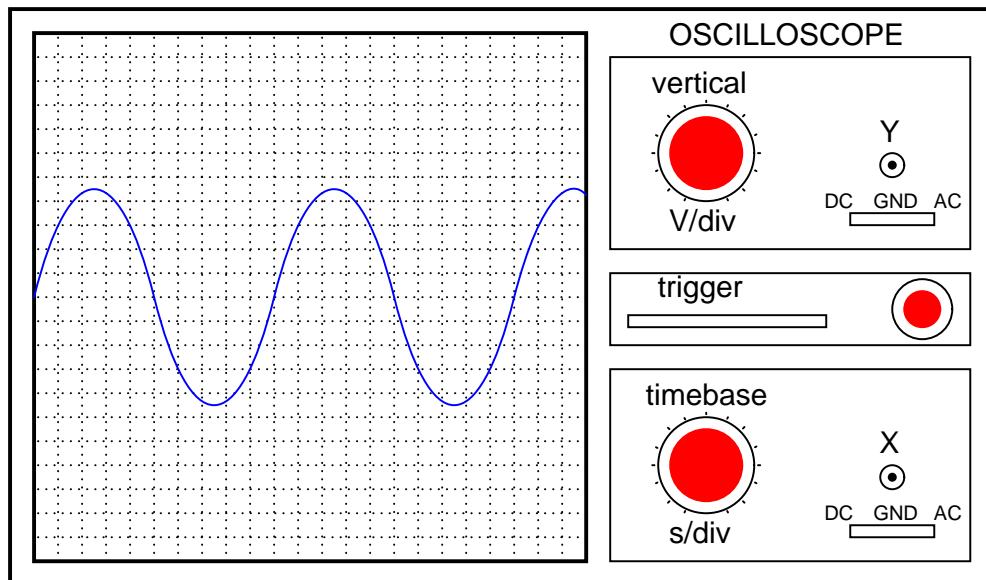 OSCILLOSCOPE
vertical
Y
DC GND AC
V/div
trigger
timebase
X
DC GND AC
s/div